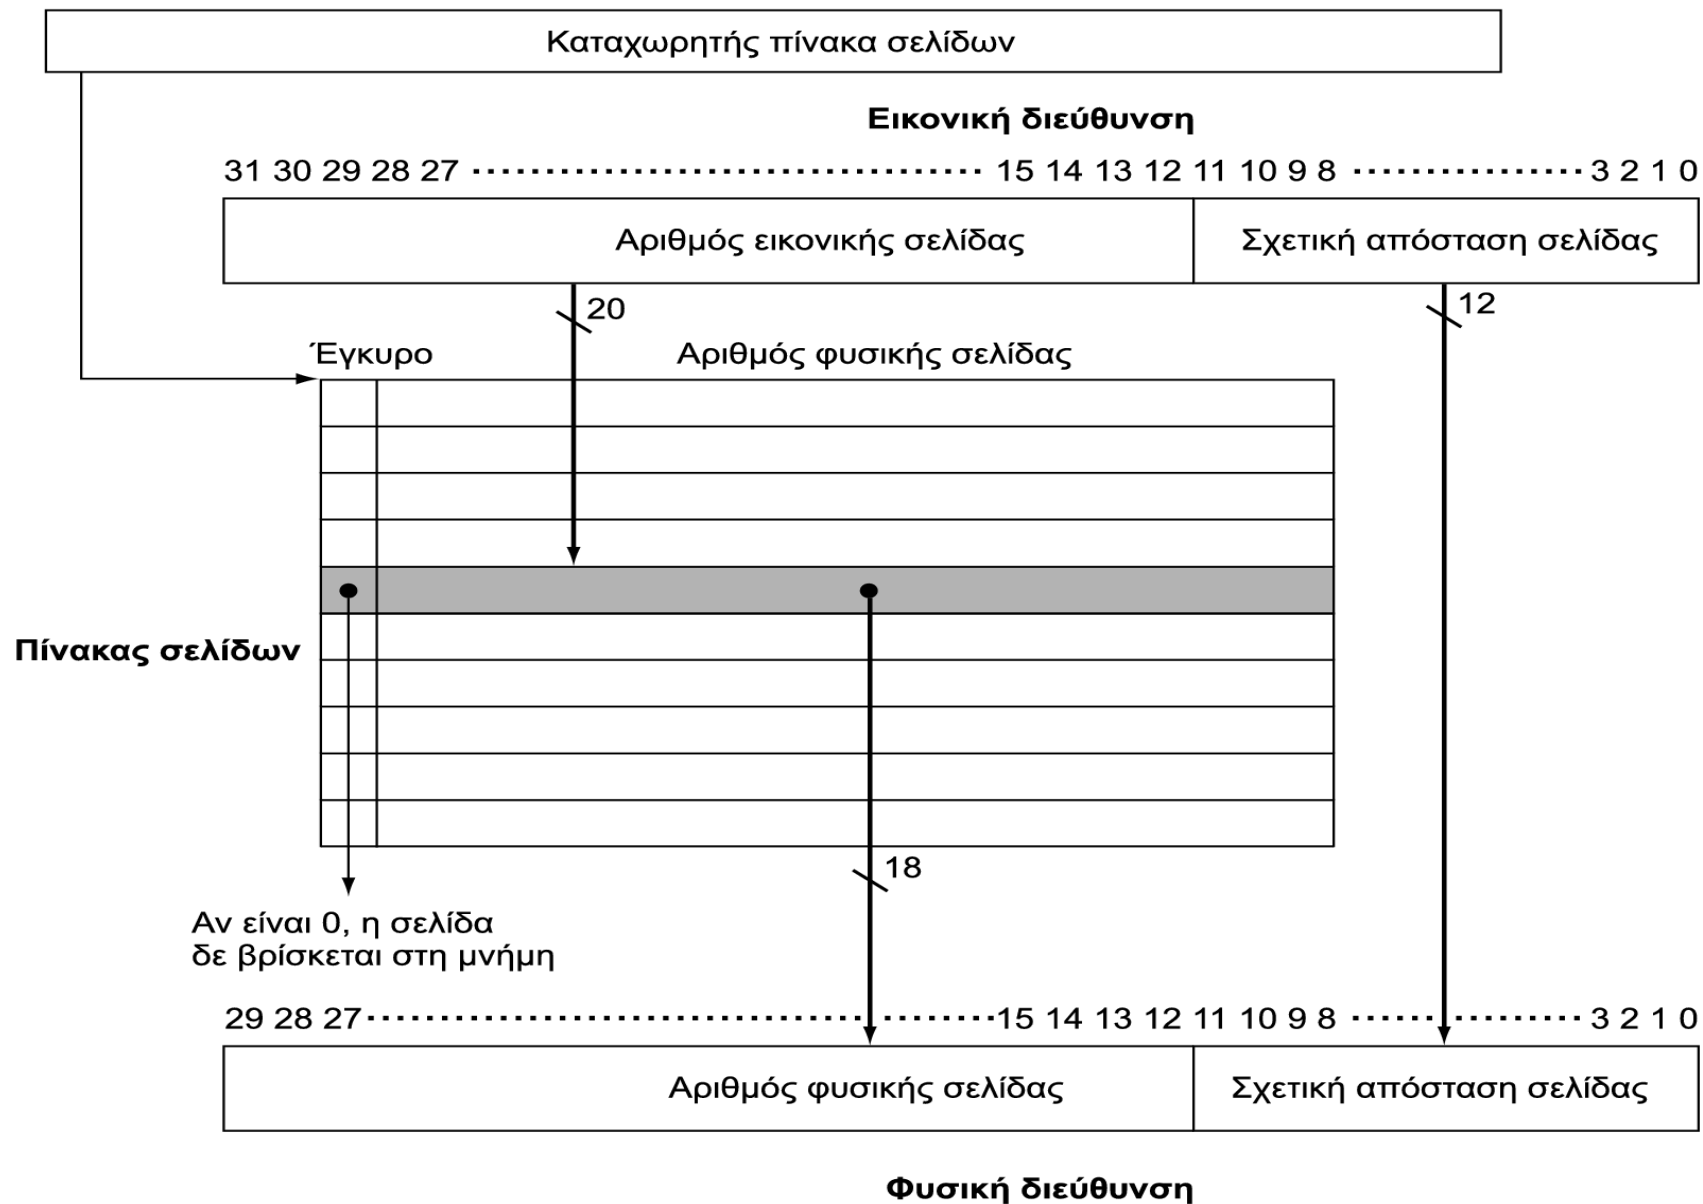 Καταχωρητής πίνακα σελίδων
Εικονική διεύθυνση
31 30 29 28 27 ................................... 15 14 13 12 11 10 9 8 ................ 3 2 1 0
Αριθμός εικονικής σελίδας Σχετική απόσταση σελίδας
20 12
Έγκυρο Αριθμός φυσικής σελίδας
Πίνακας σελίδων
18
Αν είναι 0, η σελίδα
δε βρίσκεται στη μνήμη
29 28 27 ........................................... 15 14 13 12 11 10 9 8 ................ 3 2 1 0
Αριθμός φυσικής σελίδας Σχετική απόσταση σελίδας
Φυσική διεύθυνση